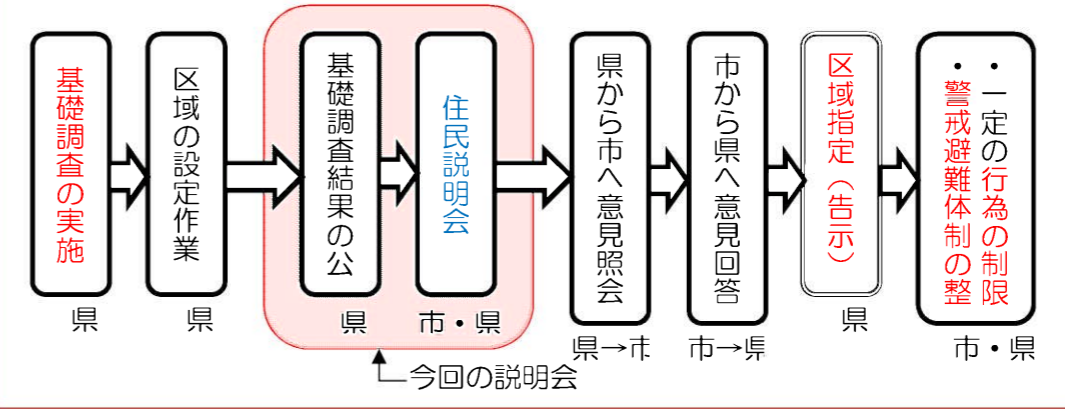 基礎調査の実施
県
区域の設定作業
県
基礎調査結果の公
県
住民説明会
市・県
県から市へ意見照会
県→市
市から県へ意見回答
市→県
区域指定（告示）
県
・一定の行為の制限
・警戒避難体制の整
市・県
今回の説明会